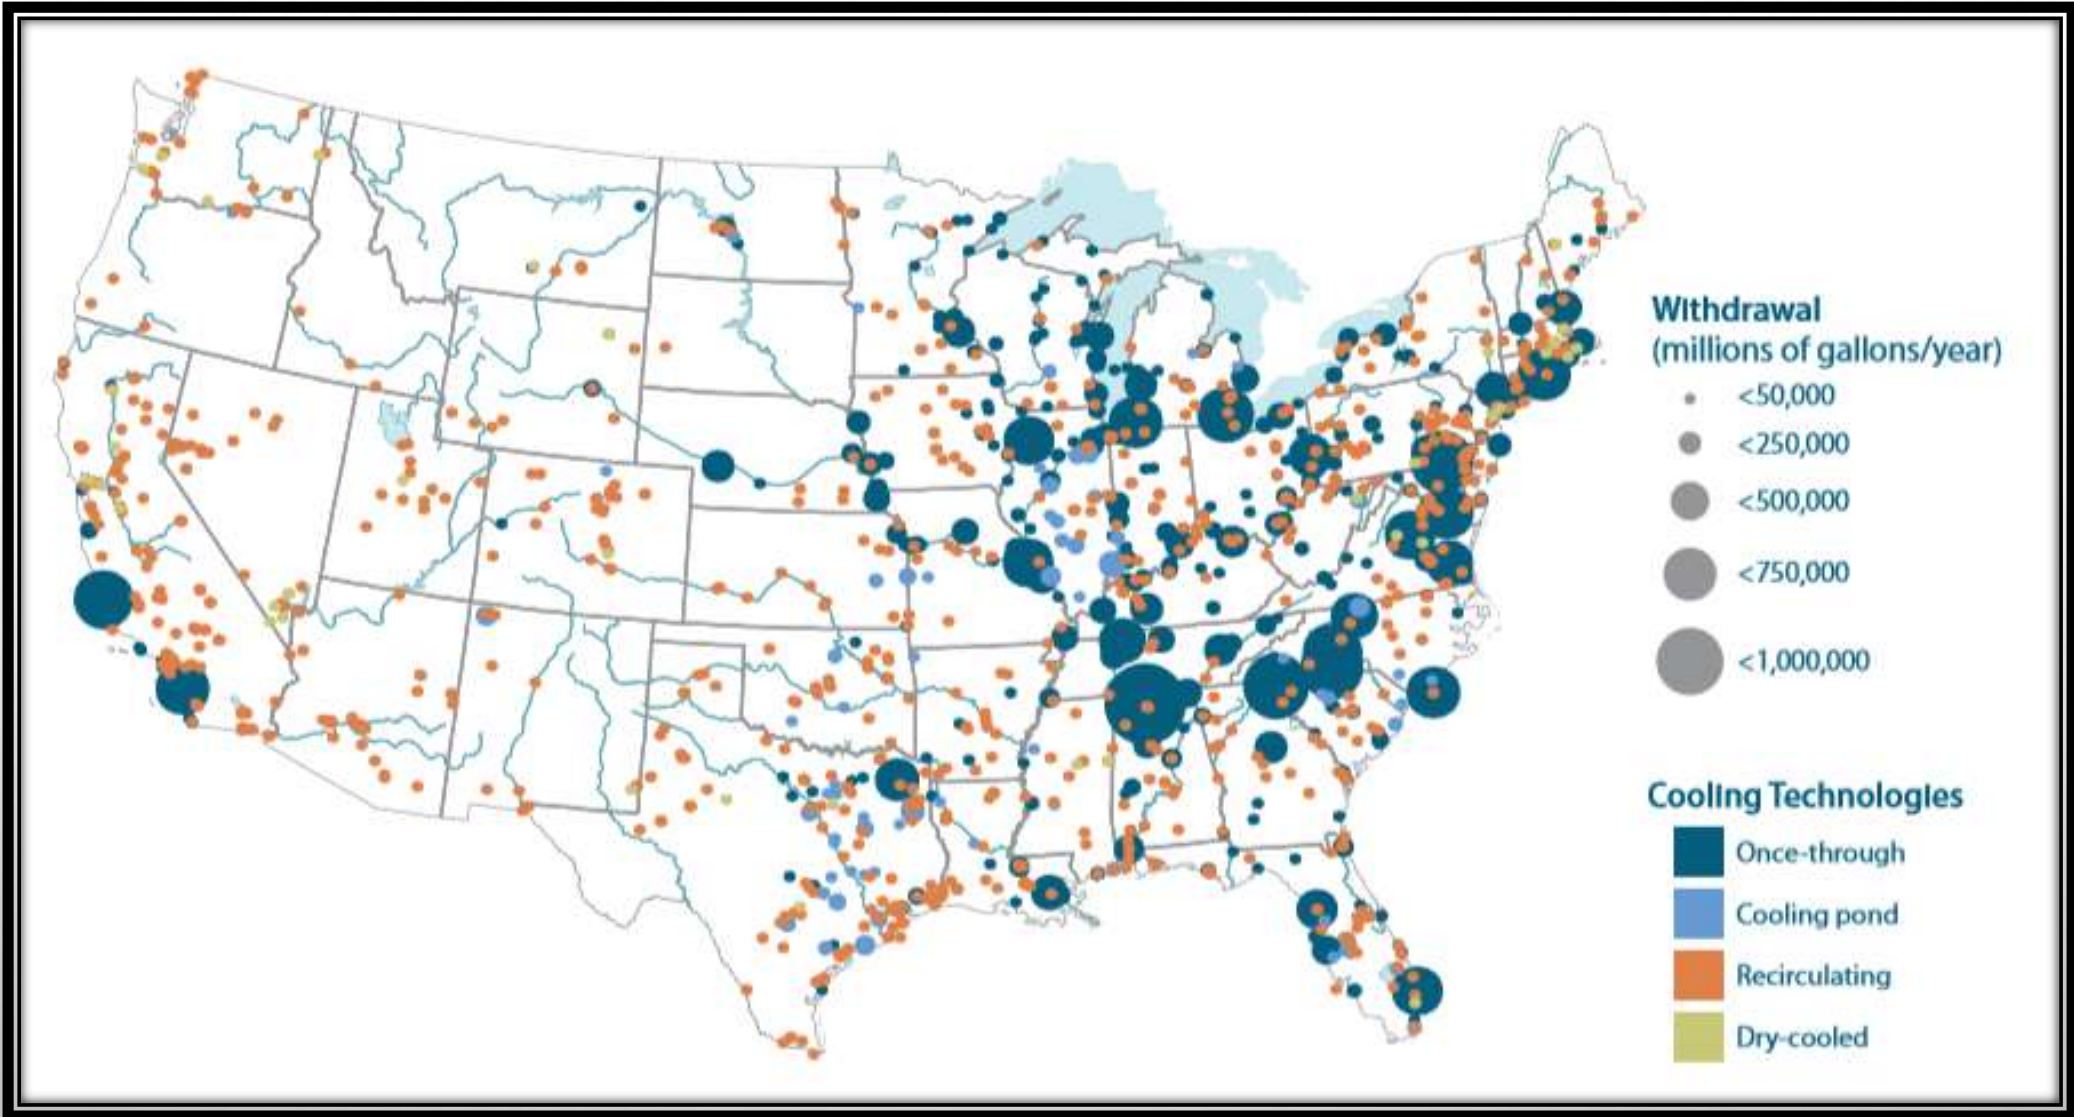 Withdrawal
(millions of gallons/year)
<50,000
<250,000
<500,000
<750,000
<1,000,000
Cooling Technologies
Once-through
Cooling pond
Recirculating
Dry-cooled